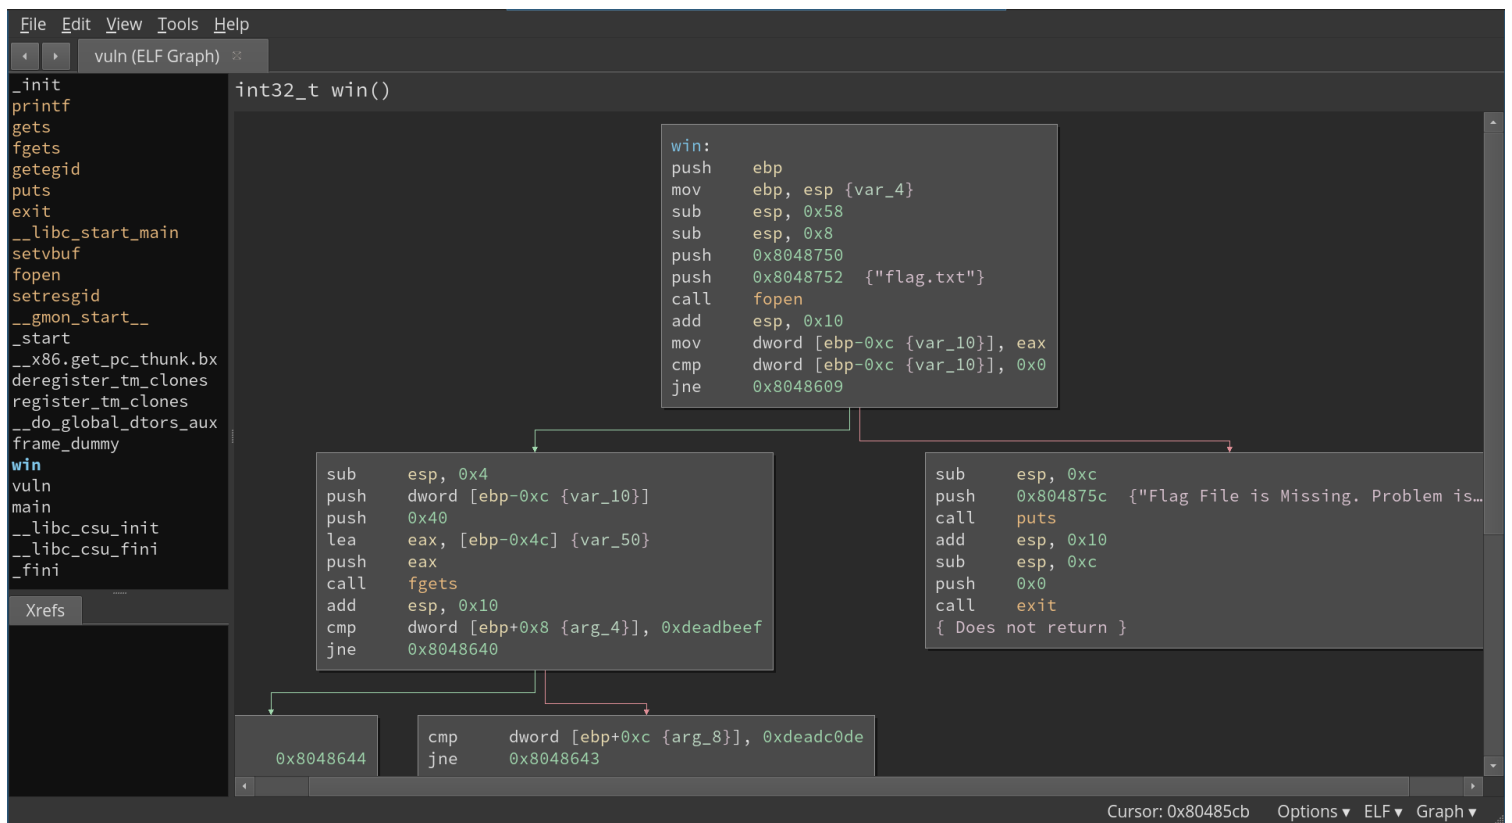 File Edit View Tools Help
vuln (ELF Graph)
_init
printf
gets
fgets
getegid
puts
exit
__libc_start_main
setvbuf
fopen
setresgid
__gmon_start__
_start
__x86.get_pc_thunk.bx
deregister_tm_clones
register_tm_clones
__do_global_dtors_aux
frame_dummy
win
vuln
main
__libc_csu_init
__libc_csu_fini
_fini
Xrefs
int32_t win()
win:
push ebp
mov ebp, esp {var_4}
sub esp, 0x58
sub esp, 0x8
push 0x8048750
push 0x8048752 {"flag.txt"}
call fopen
add esp, 0x10
mov dword [ebp-0xc {var_10}], eax
cmp dword [ebp-0xc {var_10}], 0x0
jne 0x8048609
sub esp, 0x4
push dword [ebp-0xc {var_10}]
push 0x40
lea eax, [ebp-0x4c] {var_50}
push eax
call fgets
add esp, 0x10
cmp dword [ebp+0x8 {arg_4}], 0xdeadbeef
jne 0x8048640
sub esp, 0xc
push 0x804875c {"Flag File is Missing. Problem is…
call puts
add esp, 0x10
sub esp, 0xc
push 0x0
call exit
{ Does not return }
0x8048644
cmp dword [ebp+0xc {arg_8}], 0xdeadc0de
jne 0x8048643
Cursor: 0x80485cb Options ▾ ELF ▾ Graph ▾